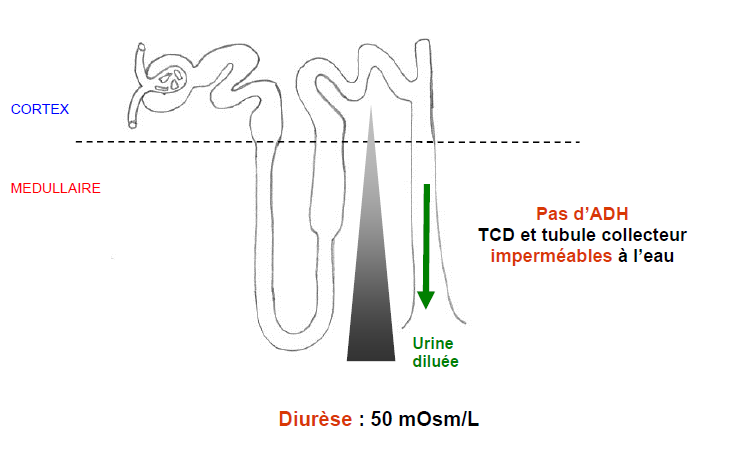 CORTEX
MEDULLAIRE
Pas d’ADH
TCD et tubule collecteur
imperméables à l’eau
Urine
diluée
Diurèse : 50 mOsm/L